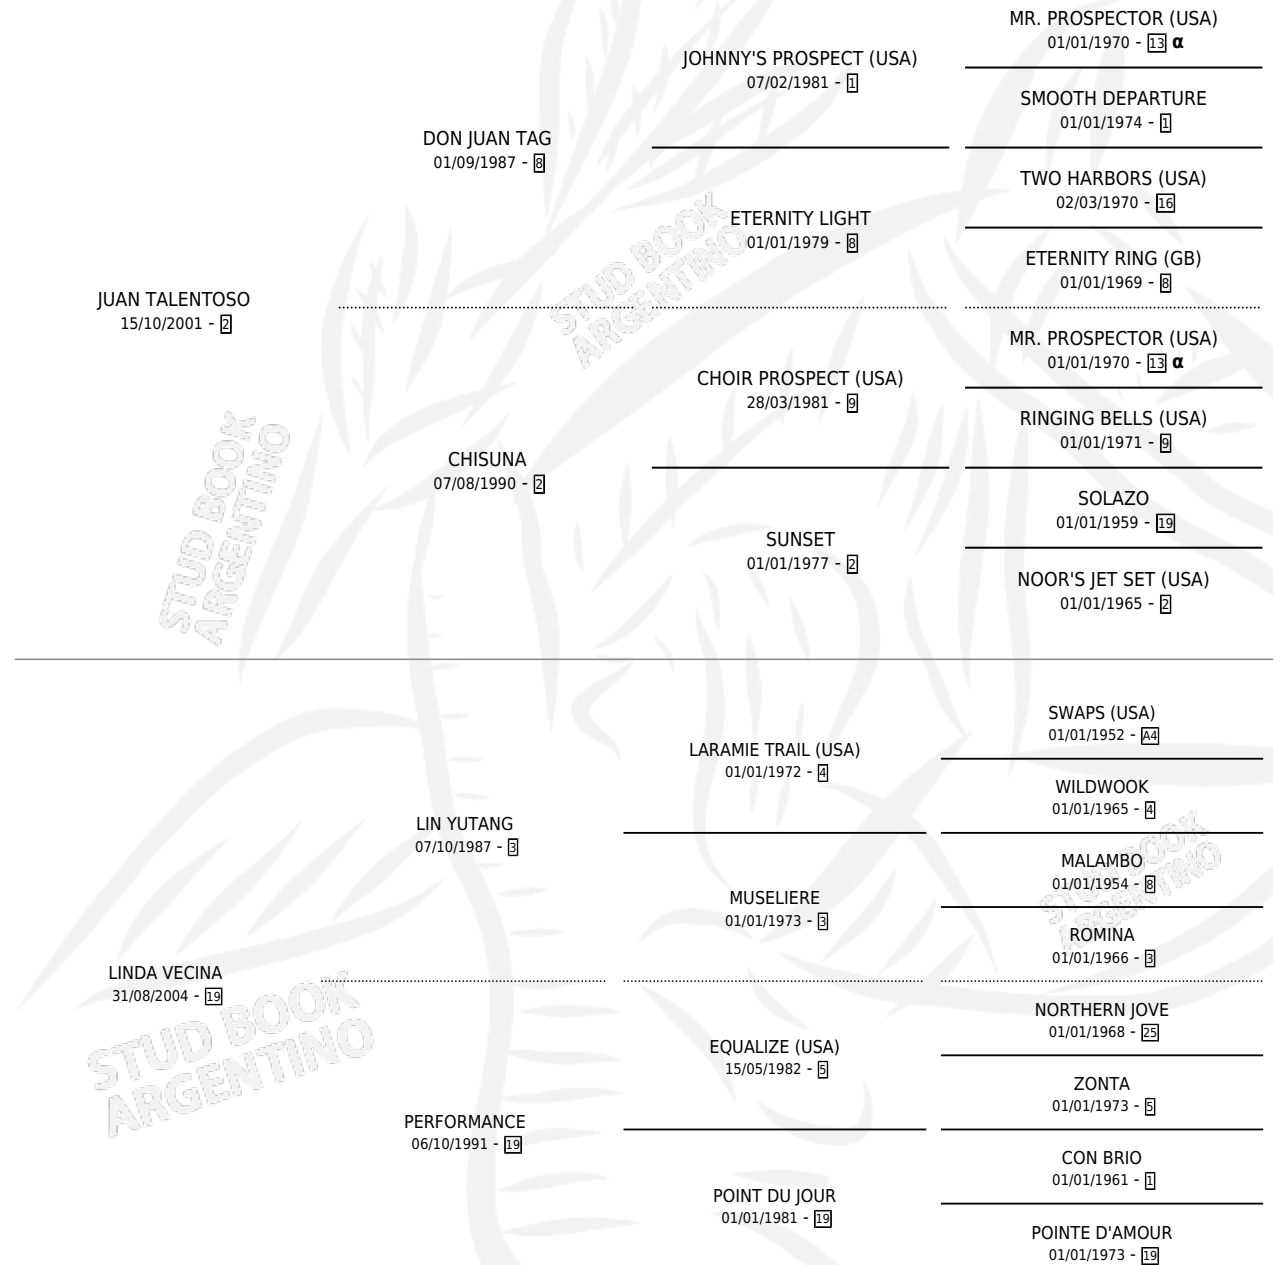 MR. PROSPECTOR (USA)
01/01/1970 - 13 α
JOHNNY'S PROSPECT (USA)
07/02/1981 - 1
SMOOTH DEPARTURE
01/01/1974 - 1
DON JUAN TAG
01/09/1987 - 8
TWO HARBORS (USA)
02/03/1970 - 16
ETERNITY LIGHT
01/01/1979 - 8
ETERNITY RING (GB)
01/01/1969 - 8
JUAN TALENTOSO
15/10/2001 - 2
MR. PROSPECTOR (USA)
01/01/1970 - 13 α
CHOIR PROSPECT (USA)
28/03/1981 - 9
RINGING BELLS (USA)
01/01/1971 - 9
CHISUNA
07/08/1990 - 2
SOLAZO
01/01/1959 - 19
SUNSET
01/01/1977 - 2
NOOR'S JET SET (USA)
01/01/1965 - 2
SWAPS (USA)
01/01/1952 - A4
LARAMIE TRAIL (USA)
01/01/1972 - 4
WILDWOOK
01/01/1965 - 4
LIN YUTANG
07/10/1987 - 3
MALAMBO
01/01/1954 - 8
MUSELIERE
01/01/1973 - 3
ROMINA
01/01/1966 - 3
LINDA VECINA
31/08/2004 - 19
NORTHERN JOVE
01/01/1968 - 25
EQUALIZE (USA)
15/05/1982 - 5
ZONTA
01/01/1973 - 5
PERFORMANCE
06/10/1991 - 19
CON BRIO
01/01/1961 - 1
POINT DU JOUR
01/01/1981 - 19
POINTE D'AMOUR
01/01/1973 - 19
STUD BOOK
ARGENTINO
STUD BOOK
ARGENTINO
STUD BOOK
ARGENTINO
STUD BOOK
ARGENTINO